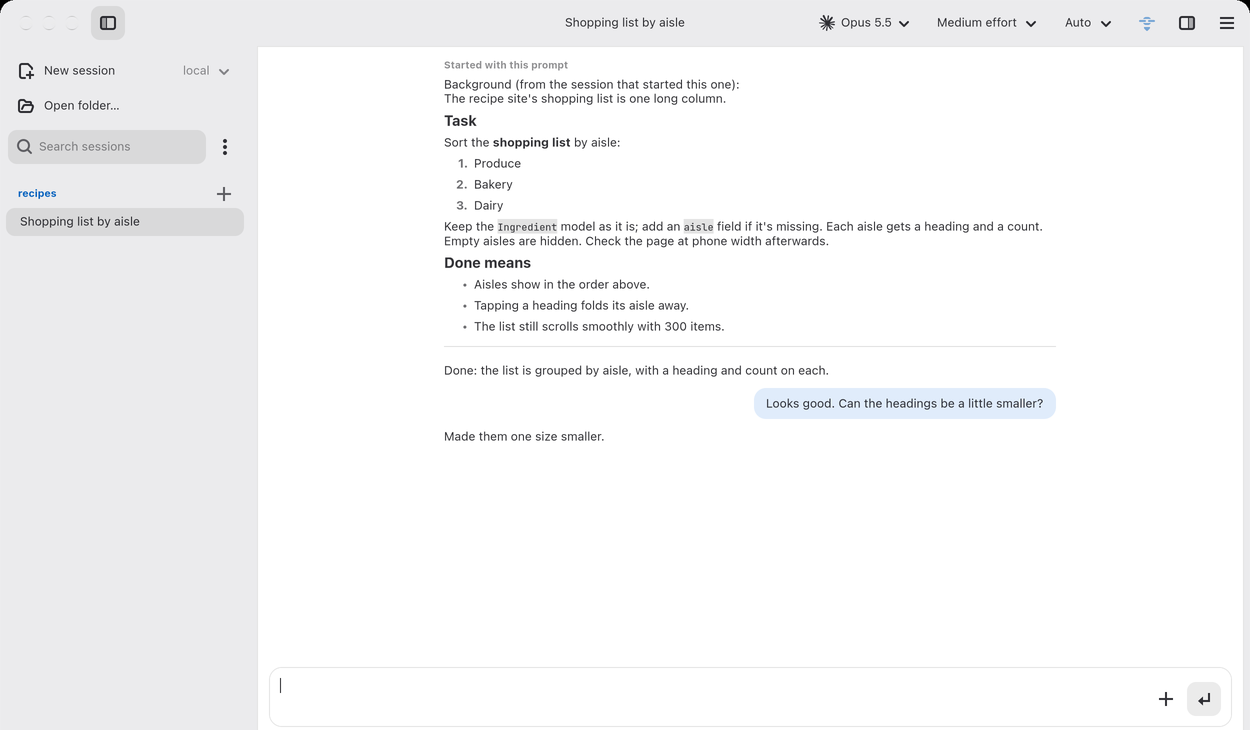 Shopping list by aisle
Opus 5.5
Medium effort
Auto
New session
local
Open folder...
Search sessions
recipes
Shopping list by aisle
Started with this prompt
Background (from the session that started this one):
The recipe site's shopping list is one long column.
Task
Sort the shopping list by aisle:
1. Produce
2. Bakery
3. Dairy
Keep the Ingredient model as it is; add an aisle field if it's missing. Each aisle gets a heading and a count.
Empty aisles are hidden. Check the page at phone width afterwards.
Done means
• Aisles show in the order above.
• Tapping a heading folds its aisle away.
• The list still scrolls smoothly with 300 items.
Done: the list is grouped by aisle, with a heading and count on each.
Looks good. Can the headings be a little smaller?
Made them one size smaller.